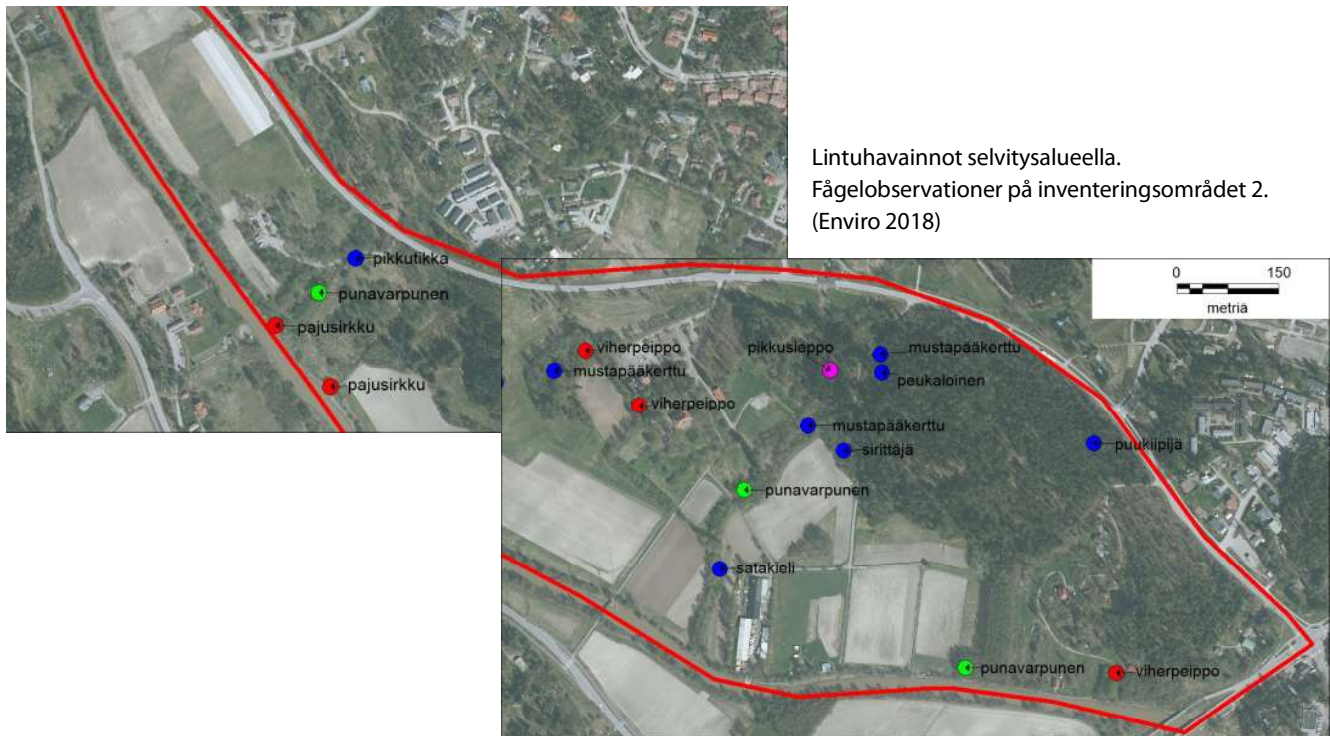 Lintuhavainnot selvitysalueella.
Fågelobservationer på inventeringsområdet 2.
(Enviro 2018)
pikkutikka
punavarpunen
pajusirkku
pajusirkku
0 150
metriä
viherpeippo
mustapääkerttu
viherpeippo
pikkusieppo
mustapääkerttu
peukaloinen
mustapääkerttu
sirittäjä
puukiipijä
punavarpunen
satakieli
punavarpunen
viherpeippo